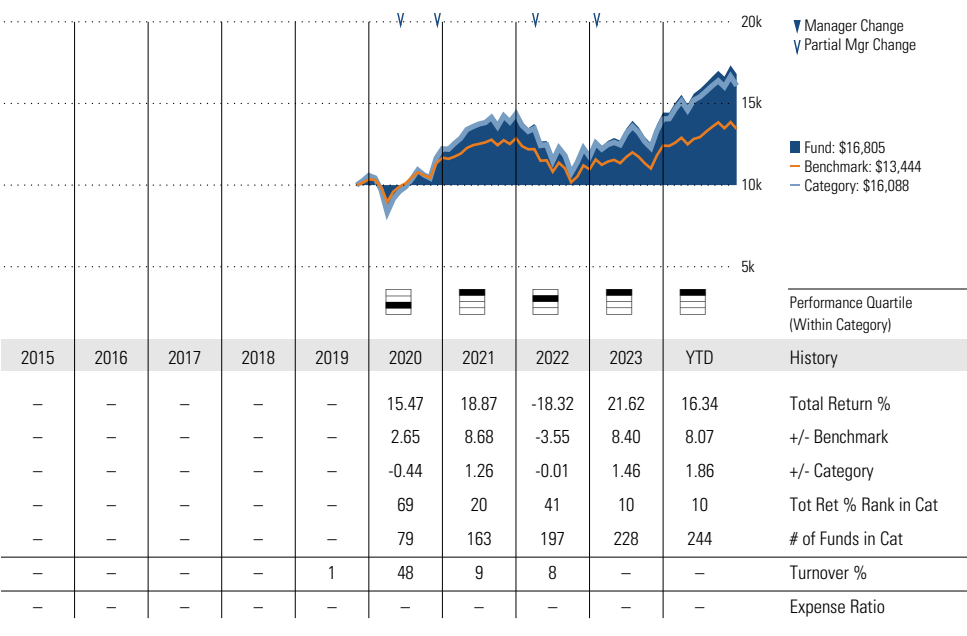 20k
Manager Change
Partial Mgr Change
15k
Fund: $16,805
Benchmark: $13,444
Category: $16,088
10k
5k
Performance Quartile
(Within Category)
2015 2016 2017 2018 2019 2020 2021 2022 2023 YTD History
– – – – – 15.47 18.87 -18.32 21.62 16.34 Total Return %
– – – – – 2.65 8.68 -3.55 8.40 8.07 +/- Benchmark
– – – – – -0.44 1.26 -0.01 1.46 1.86 +/- Category
– – – – – 69 20 41 10 10 Tot Ret % Rank in Cat
– – – – – 79 163 197 228 244 # of Funds in Cat
– – – – 1 48 9 8 – – Turnover %
– – – – – – – – – – Expense Ratio